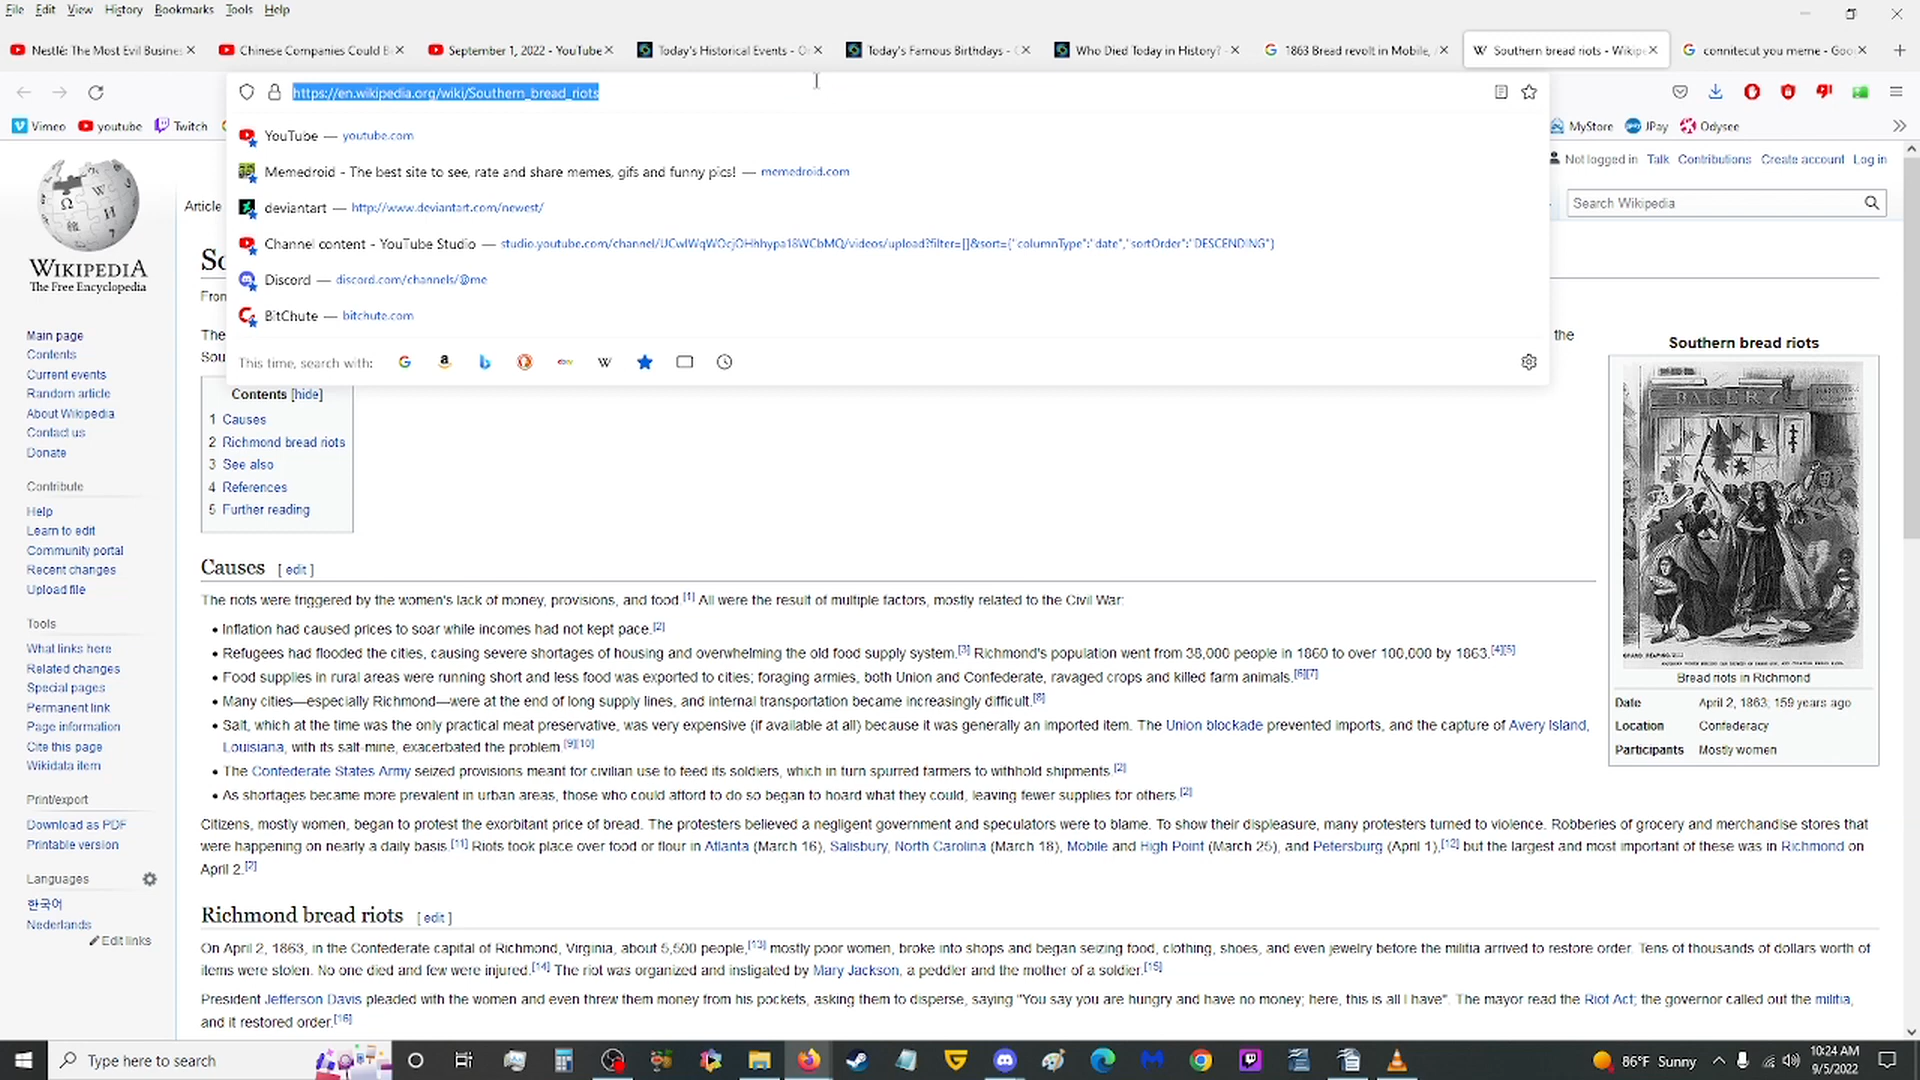 File Edit View History Bookmarks Tools Help
Nestlé: The Most Evil Busine
Chinese Companies Could B
September 1, 2022 - YouTube
Today's Historical Events - O
Today's Famous Birthdays -
Who Died Today in History? -
1863 Bread revolt in Mobile,
Southern bread riots - Wikipe
connitecut you meme - Goo
https://en.wikipedia.org/wiki/Southern_bread_riots
Vimeo youtube Twitch
MyStore JPay Odysee
YouTube — youtube.com
Memedroid - The best site to see, rate and share memes, gifs and funny pics! — memedroid.com
deviantart — http://www.deviantart.com/newest/
Channel content - YouTube Studio — studio.youtube.com/channel/UCwlWqWOcjOHhhypa18WCbMQ/videos/upload?filter=[]&sort={"columnType":"date","sortOrder":"DESCENDING"}
Discord — discord.com/channels/@me
BitChute — bitchute.com
This time, search with:
Not logged in Talk Contributions Create account Log in
Article
Search Wikipedia
WIKIPEDIA
The Free Encyclopedia
Main page
Contents
Current events
Random article
About Wikipedia
Contact us
Donate
Contribute
Help
Learn to edit
Community portal
Recent changes
Upload file
Tools
What links here
Related changes
Special pages
Permanent link
Page information
Cite this page
Wikidata item
Print/export
Download as PDF
Printable version
Languages
한국어
Nederlands
Edit links
So
From
The
the
Sou
Contents [hide]
1 Causes
2 Richmond bread riots
3 See also
4 References
5 Further reading
Southern bread riots
BAKERY
Bread riots in Richmond
Date April 2, 1863; 159 years ago
Location Confederacy
Participants Mostly women
Causes [ edit ]
The riots were triggered by the women's lack of money, provisions, and food.[1] All were the result of multiple factors, mostly related to the Civil War:
• Inflation had caused prices to soar while incomes had not kept pace.[2]
• Refugees had flooded the cities, causing severe shortages of housing and overwhelming the old food supply system.[3] Richmond's population went from 38,000 people in 1860 to over 100,000 by 1863.[4][5]
• Food supplies in rural areas were running short and less food was exported to cities; foraging armies, both Union and Confederate, ravaged crops and killed farm animals.[6][7]
• Many cities—especially Richmond—were at the end of long supply lines, and internal transportation became increasingly difficult.[8]
• Salt, which at the time was the only practical meat preservative, was very expensive (if available at all) because it was generally an imported item. The Union blockade prevented imports, and the capture of Avery Island,
Louisiana, with its salt-mine, exacerbated the problem.[9][10]
• The Confederate States Army seized provisions meant for civilian use to feed its soldiers, which in turn spurred farmers to withhold shipments.[2]
• As shortages became more prevalent in urban areas, those who could afford to do so began to hoard what they could, leaving fewer supplies for others.[2]
Citizens, mostly women, began to protest the exorbitant price of bread. The protesters believed a negligent government and speculators were to blame. To show their displeasure, many protesters turned to violence. Robberies of grocery and merchandise stores that
were happening on nearly a daily basis.[11] Riots took place over food or flour in Atlanta (March 16), Salisbury, North Carolina (March 18), Mobile and High Point (March 25), and Petersburg (April 1),[12] but the largest and most important of these was in Richmond on
April 2.[2]
Richmond bread riots [ edit ]
On April 2, 1863, in the Confederate capital of Richmond, Virginia, about 5,500 people,[13] mostly poor women, broke into shops and began seizing food, clothing, shoes, and even jewelry before the militia arrived to restore order. Tens of thousands of dollars worth of
items were stolen. No one died and few were injured.[14] The riot was organized and instigated by Mary Jackson, a peddler and the mother of a soldier.[15]
President Jefferson Davis pleaded with the women and even threw them money from his pockets, asking them to disperse, saying "You say you are hungry and have no money; here, this is all I have". The mayor read the Riot Act; the governor called out the militia,
and it restored order.[16]
Type here to search
86°F Sunny
10:24 AM
9/5/2022